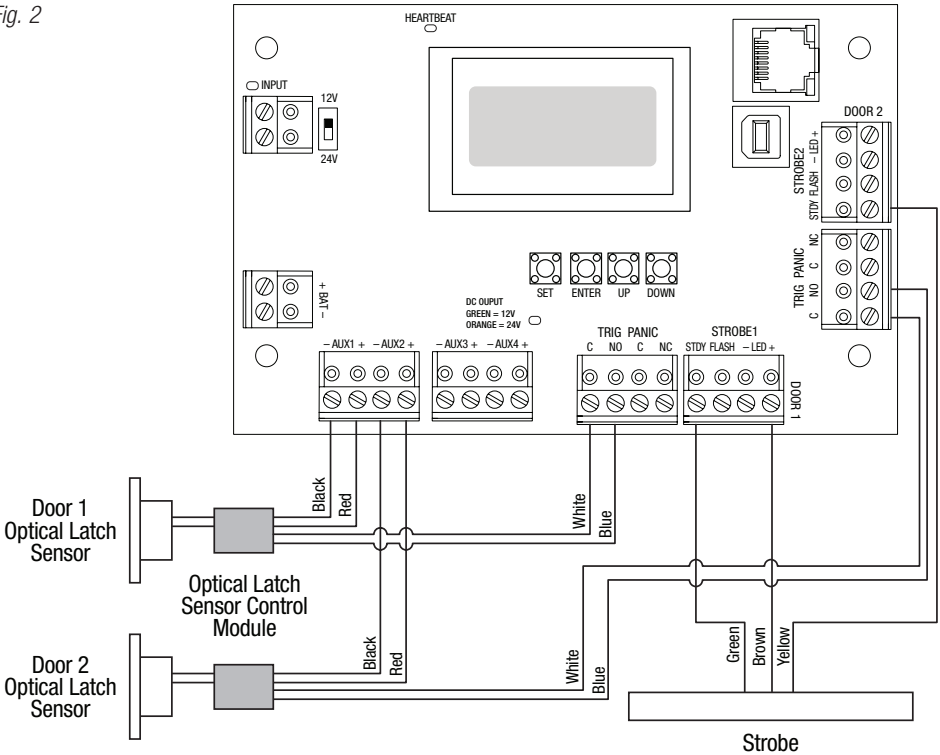 Fig. 2
HEARTBEAT
INPUT
12V
24V
DOOR 2
STROBE2
STDY FLASH – LED +
TRIG PANIC
C NO C NC
+ BAT –
SET ENTER UP DOWN
DC OUPUT
GREEN = 12V
ORANGE = 24V
– AUX1 + – AUX2 +
– AUX3 + – AUX4 +
TRIG PANIC
C NO C NC
STROBE1
STDY FLASH – LED +
DOOR 1
Black
Red
White
Blue
Door 1
Optical Latch
Sensor
Optical Latch
Sensor Control
Module
Black
Red
White
Blue
Green
Brown
Yellow
Door 2
Optical Latch
Sensor
Strobe